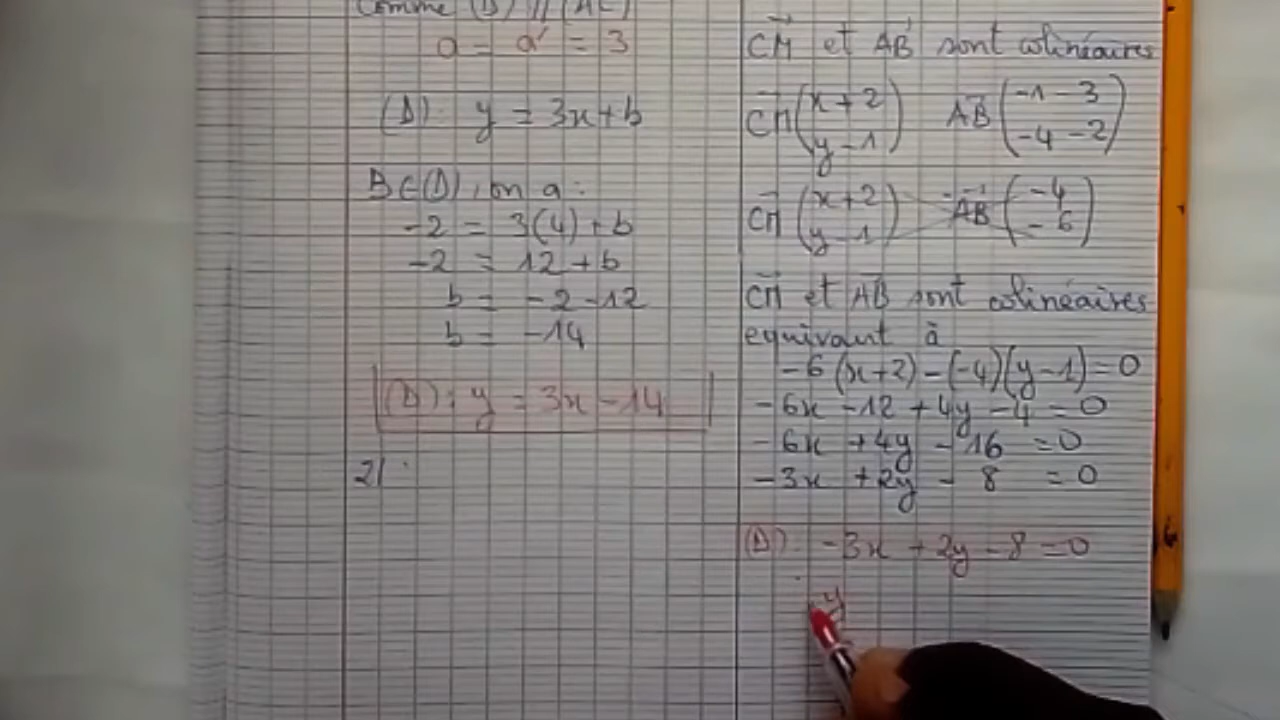 Comme (D) // (AC)
a = a' = 3
(D): y = 3x + b
B ∈ (D), on a :
-2 = 3(4) + b
-2 = 12 + b
b = -2 -12
b = -14
(D) : y = 3x - 14
2/ .
CM et AB sont colinéaires
CM (x+2 y-1) AB (-1 - 3 -4 - 2)
CM (x+2 y-1) AB (-4 -6)
CM et AB sont colinéaires
equivaut à
-6(x+2) - (-4)(y-1) = 0
-6x -12 + 4y - 4 = 0
-6x + 4y - 16 = 0
-3x + 2y - 8 = 0
(D): -3x + 2y - 8 = 0
y